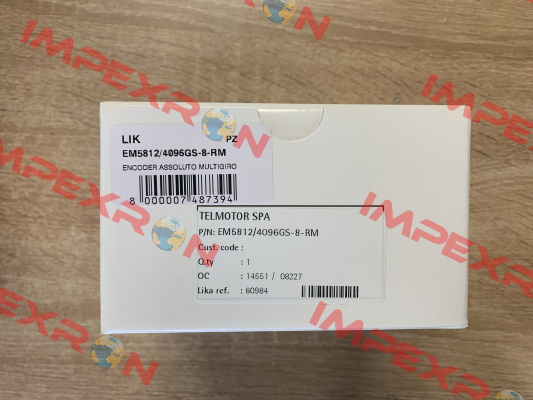 IMPEXRON
LIK PZ
EM5812/4096GS-8-RM
ENCODER ASSOLUTO MULTIGIRO
8 000007 487394
TELMOTOR SPA
P/N: EM5812/4096GS-8-RM
Cust. code :
Q.ty : 1
OC : 14551 / 08227
Lika ref. : 60984
IMPEXRON
IMPEXRON
IMPEXRON
IMPEXRON